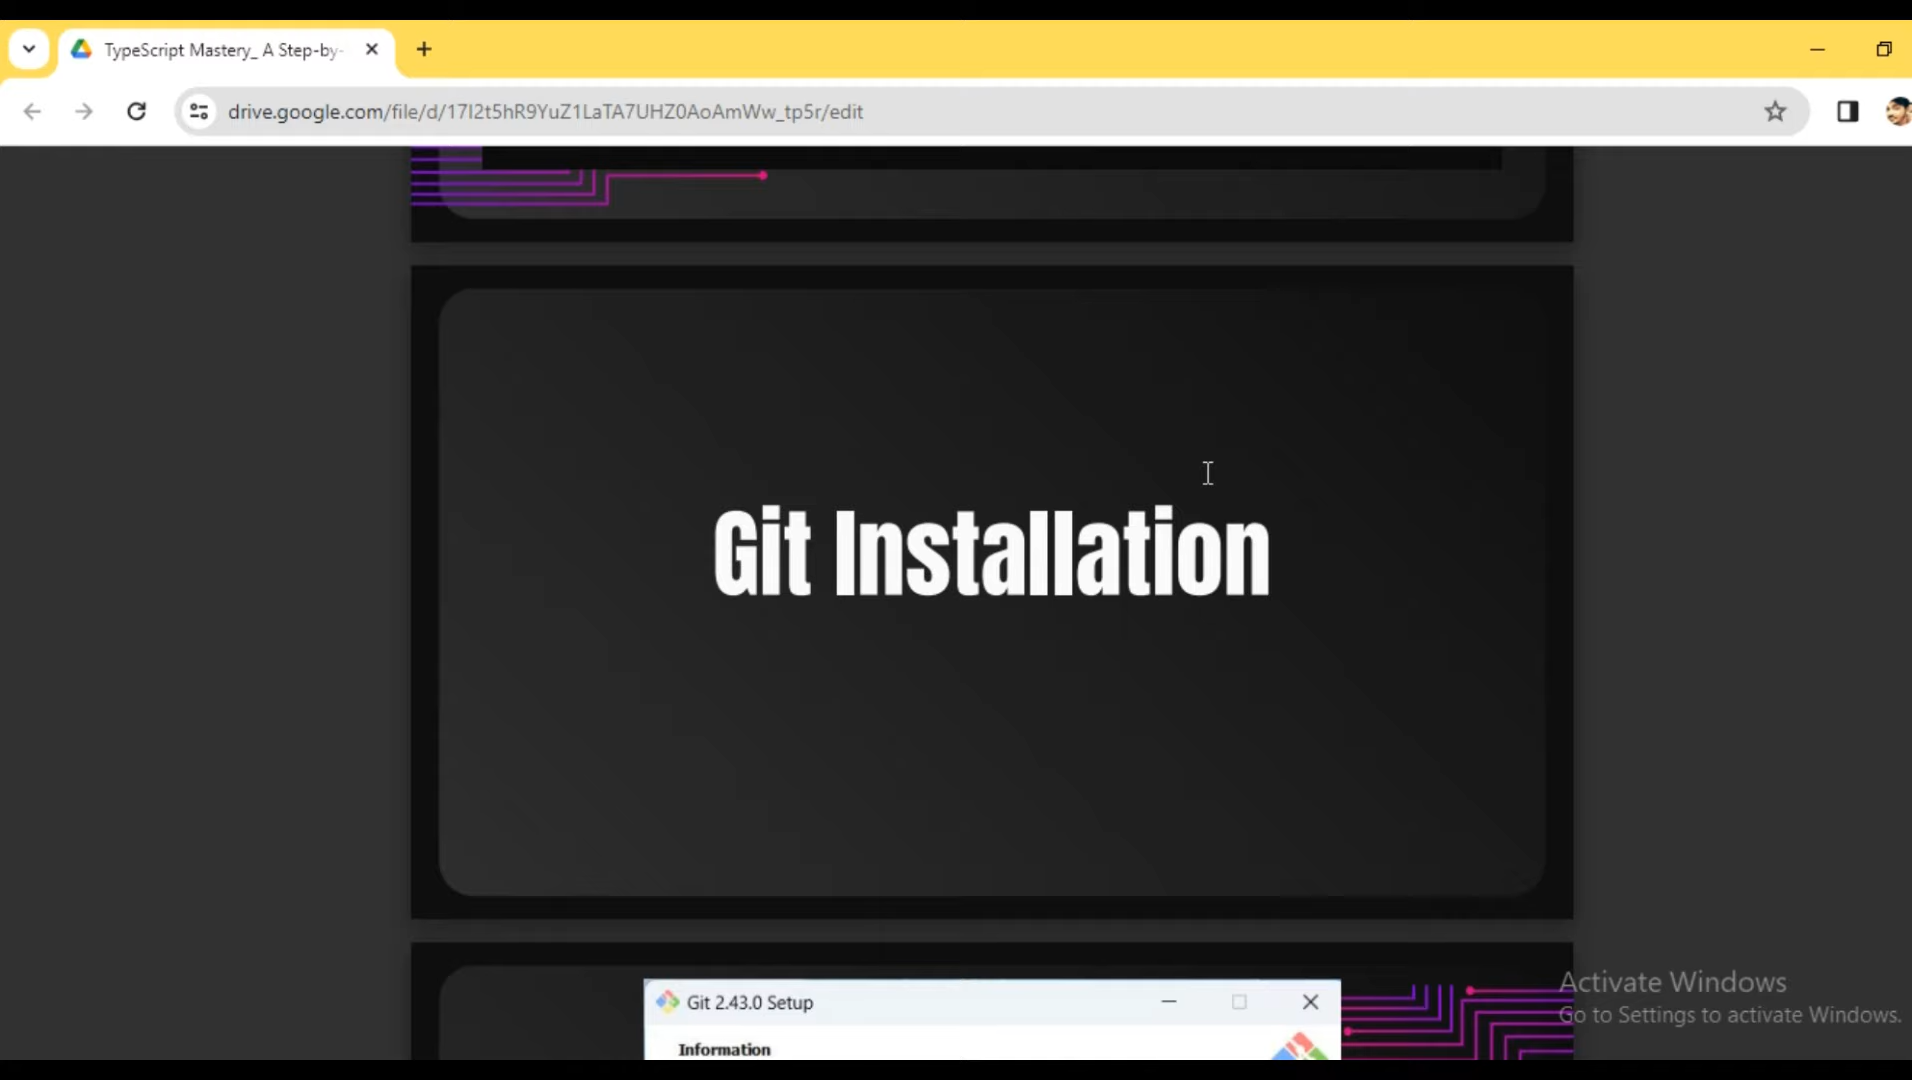 TypeScript Mastery_ A Step-by-
drive.google.com/file/d/17I2t5hR9YuZ1LaTA7UHZ0AoAmWw_tp5r/edit
Git Installation
Git 2.43.0 Setup
Information
Activate Windows
Go to Settings to activate Windows.